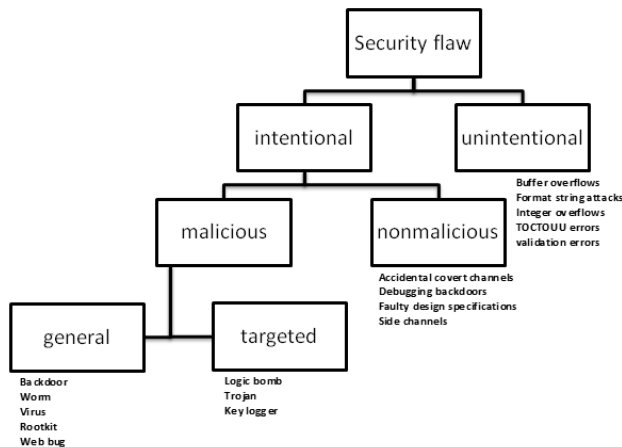 Security flaw
intentional
unintentional
Buffer overflows
Format string attacks
Integer overflows
TOCTOUU errors
validation errors
malicious
nonmalicious
Accidental covert channels
Debugging backdoors
Faulty design specifications
Side channels
general
targeted
Backdoor
Worm
Virus
Rootkit
Web bug
Logic bomb
Trojan
Key logger